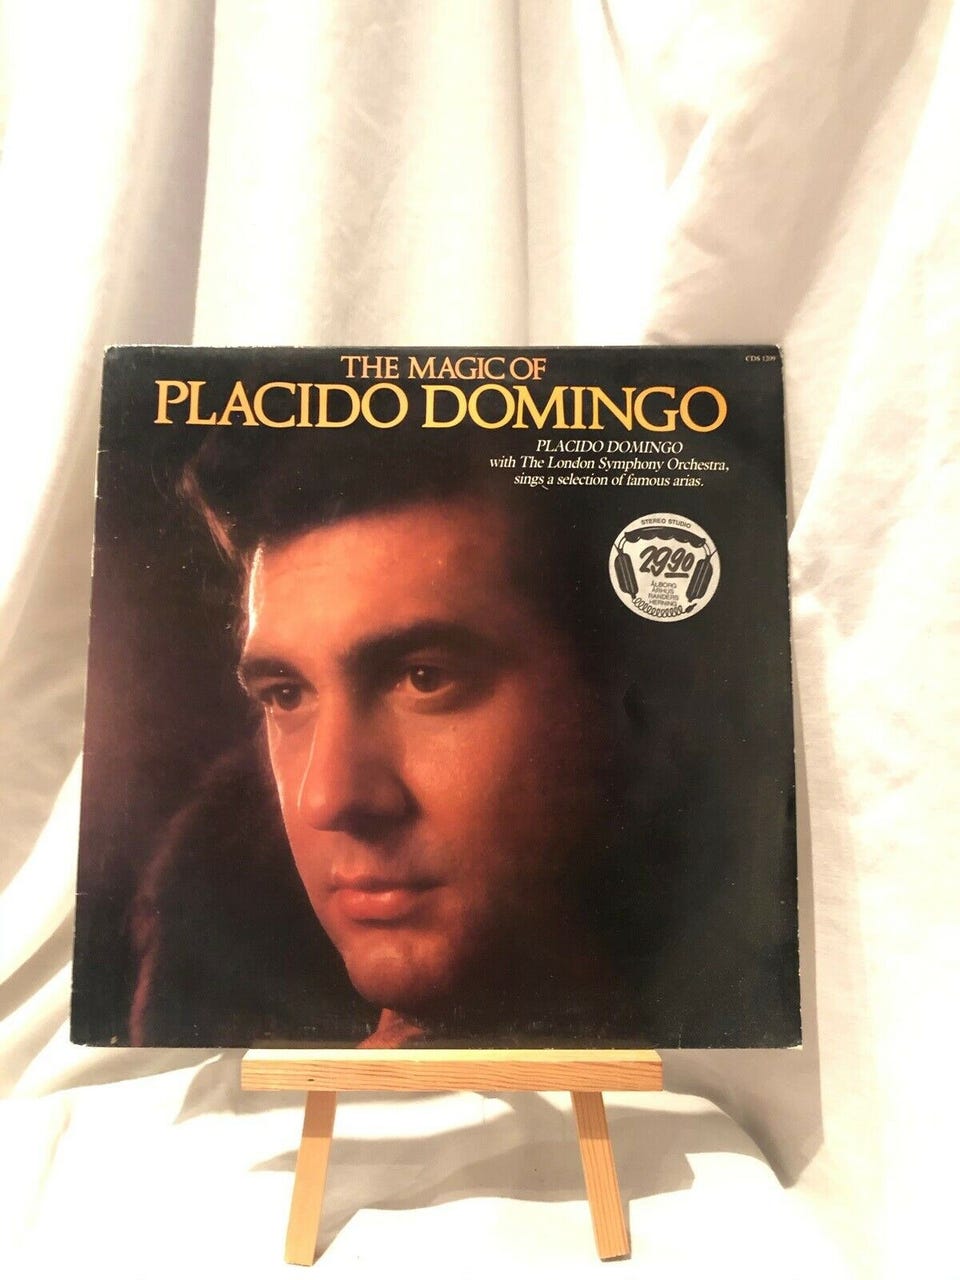 THE MAGIC OF
PLACIDO DOMINGO
CDS 1209
PLACIDO DOMINGO
with The London Symphony Orchestra,
sings a selection of famous arias.
STEREO STUDIO
29.90
ÅLBORG
ÅRHUS
RANDERS
HERNING